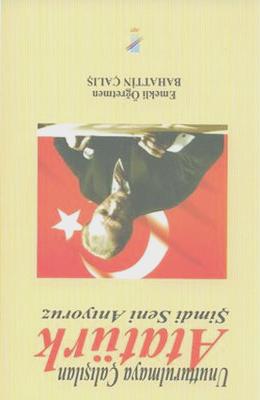 Emekli Öğretmen
BAHATTİN ÇALIŞ
Unutturulmaya Çalışılan
Atatürk
Şimdi Seni Anıyoruz